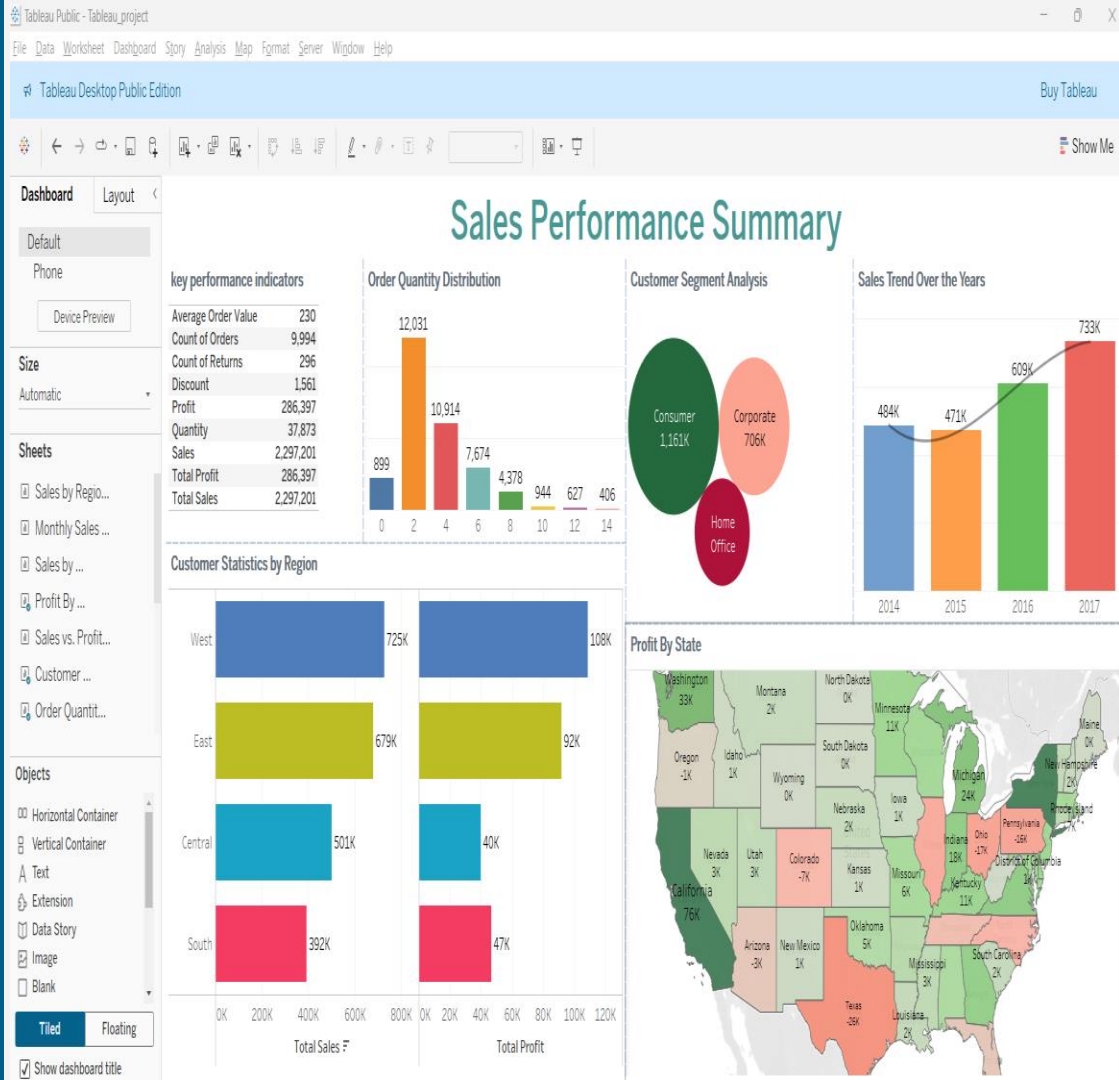 Tableau Public - Tableau_project
File Data Worksheet Dashboard Story Analysis Map Format Server Window Help
Tableau Desktop Public Edition Buy Tableau
Show Me
Dashboard Layout
Default
Phone
Device Preview
Size
Automatic
Sheets
Sales by Regio...
Monthly Sales ...
Sales by ...
Profit By ...
Sales vs. Profit...
Customer ...
Order Quantit...
Objects
Horizontal Container
Vertical Container
Text
Extension
Data Story
Image
Blank
Tiled Floating
Show dashboard title
Sales Performance Summary
key performance indicators
Average Order Value 230
Count of Orders 9,994
Count of Returns 296
Discount 1,561
Profit 286,397
Quantity 37,873
Sales 2,297,201
Total Profit 286,397
Total Sales 2,297,201
Order Quantity Distribution
899 12,031 10,914 7,674 4,378 944 627 406
0 2 4 6 8 10 12 14
Customer Segment Analysis
Consumer
1,161K
Corporate
706K
Home
Office
Sales Trend Over the Years
484K 471K 609K 733K
2014 2015 2016 2017
Customer Statistics by Region
West 725K 108K
East 679K 92K
Central 501K 40K
South 392K 47K
0K 200K 400K 600K 800K 0K 20K 40K 60K 80K 100K 120K
Total Sales Total Profit
Profit By State
Washington
33K
Montana
2K
North Dakota
0K
Minnesota
11K
Maine
0K
Oregon
-1K
Idaho
1K
South Dakota
0K
Wyoming
0K
Michigan
24K
New Hampshire
2K
Rhode Island
7K
Nebraska
2K
Iowa
1K
Indiana
18K
Ohio
-17K
Pennsylvania
-16K
District of Columbia
1K
Nevada
3K
Utah
3K
Colorado
-7K
Kansas
1K
Missouri
6K
Kentucky
11K
California
76K
Arizona
-3K
New Mexico
1K
Oklahoma
5K
Mississippi
3K
South Carolina
2K
Texas
-26K
Louisiana
2K